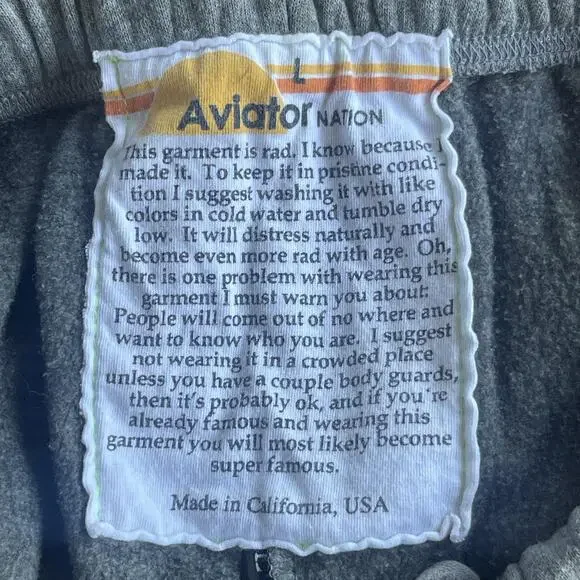 L
Aviator NATION
This garment is rad. I know because I
made it. To keep it in pristine condi-
tion I suggest washing it with like
colors in cold water and tumble dry
low. It will distress naturally and
become even more rad with age. Oh,
there is one problem with wearing this
garment I must warn you about:
People will come out of no where and
want to know who you are. I suggest
not wearing it in a crowded place
unless you have a couple body guards,
then it's probably ok, and if you're
already famous and wearing this
garment you will most likely become
super famous.
Made in California, USA